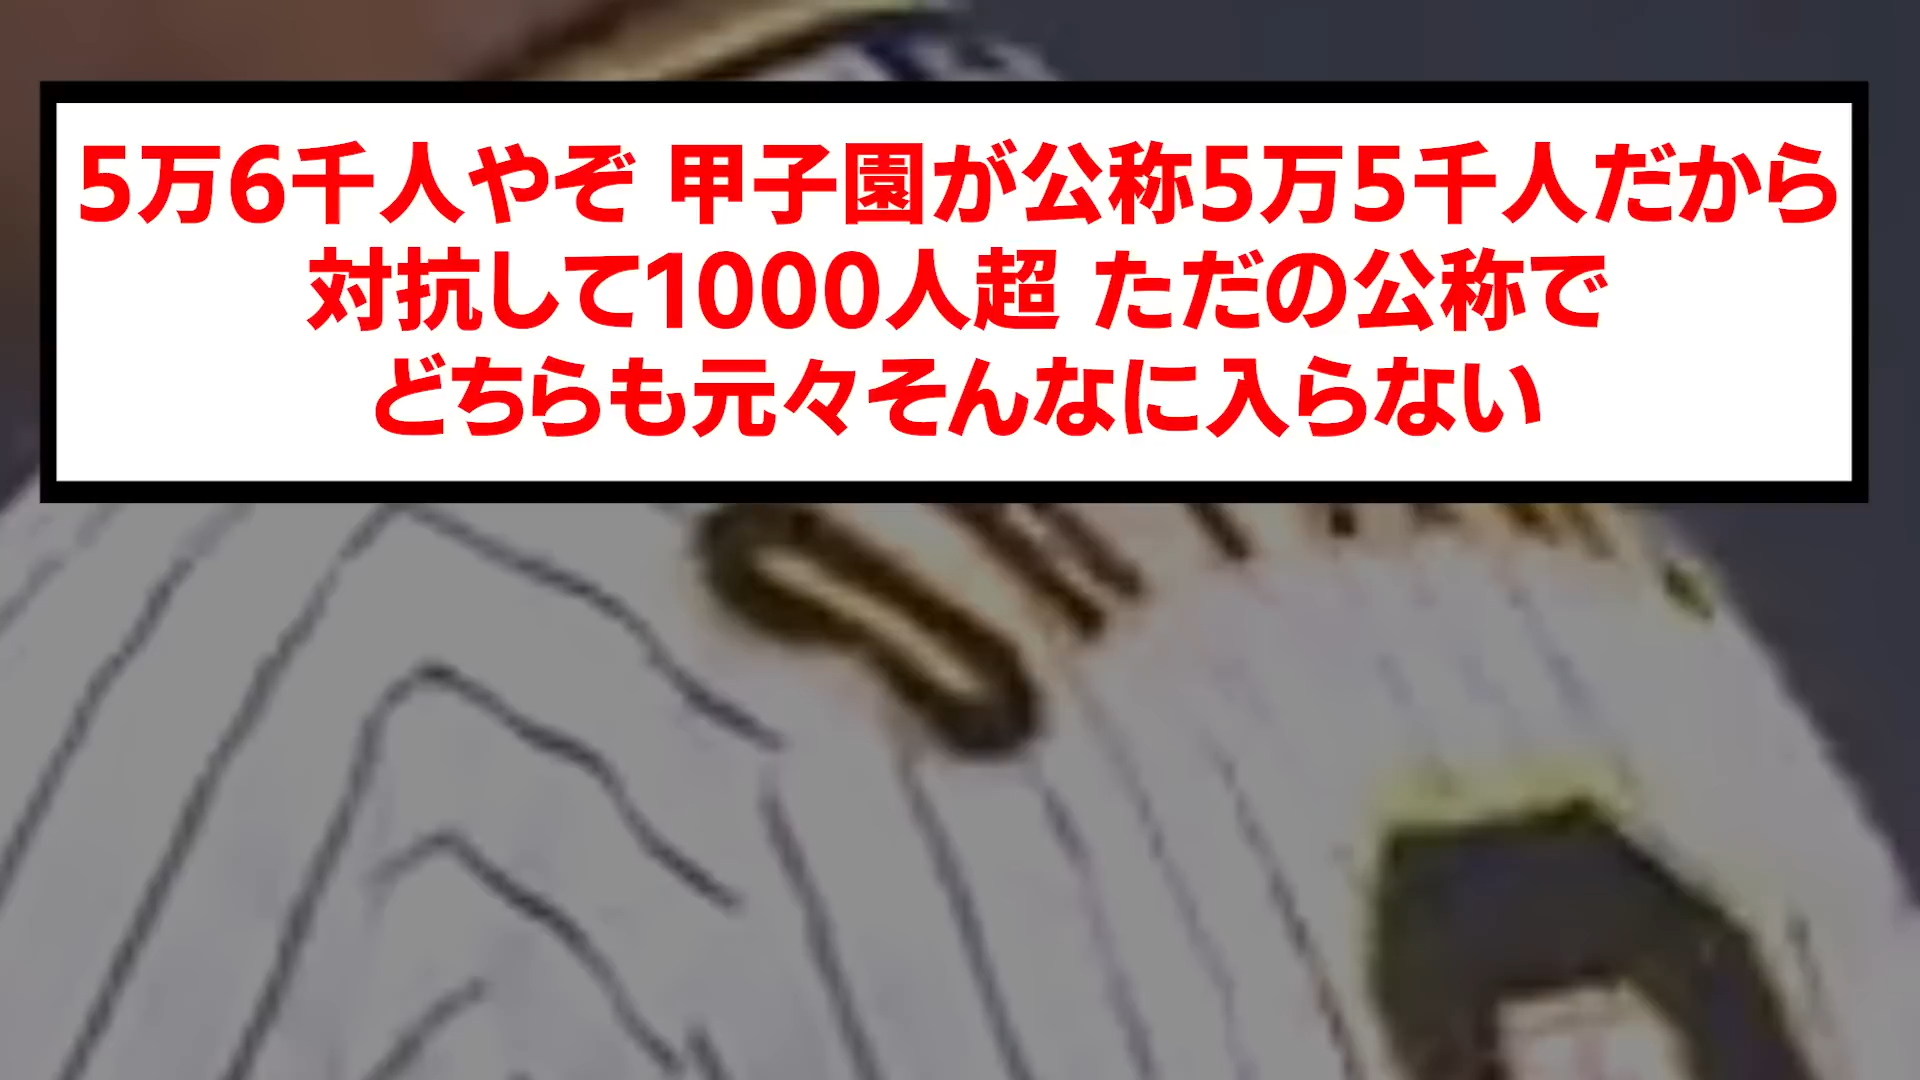 5万6千人やぞ 甲子園が公称5万5千人だから
対抗して1000人超 ただの公称で
どちらも元々そんなに入らない